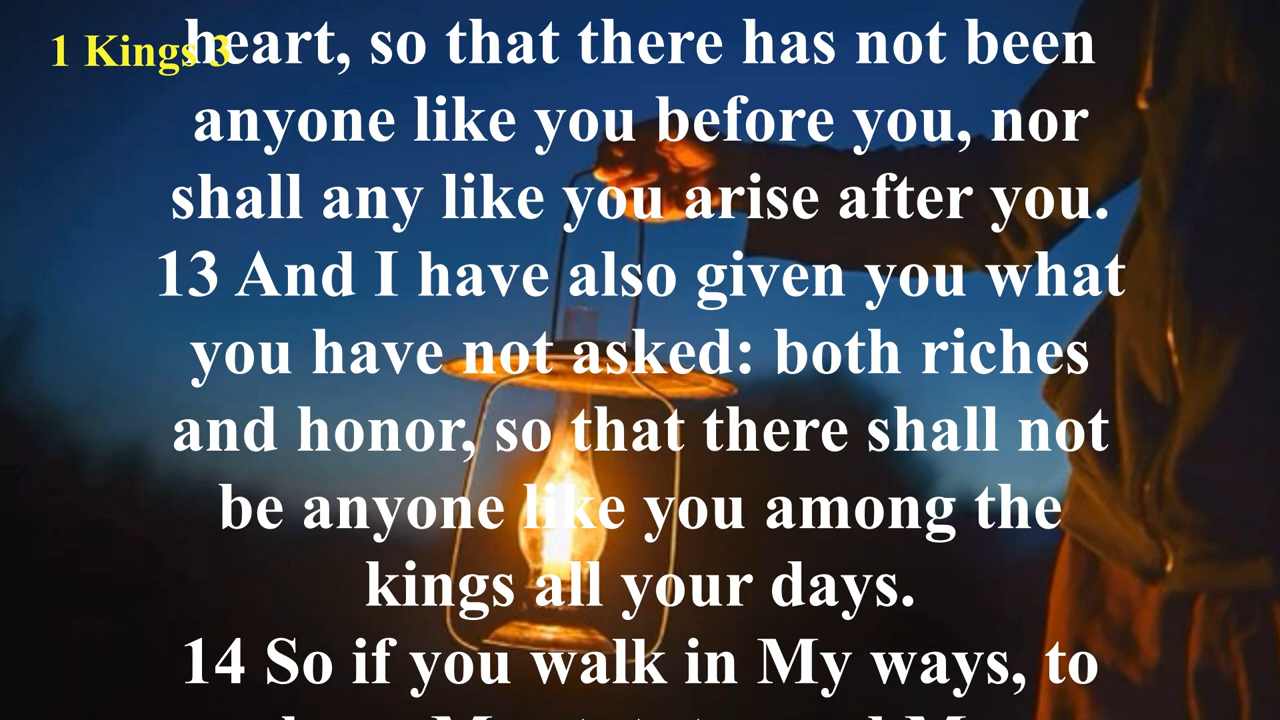 1 Kings 3
heart, so that there has not been
anyone like you before you, nor
shall any like you arise after you.
13 And I have also given you what
you have not asked: both riches
and honor, so that there shall not
be anyone like you among the
kings all your days.
14 So if you walk in My ways, to